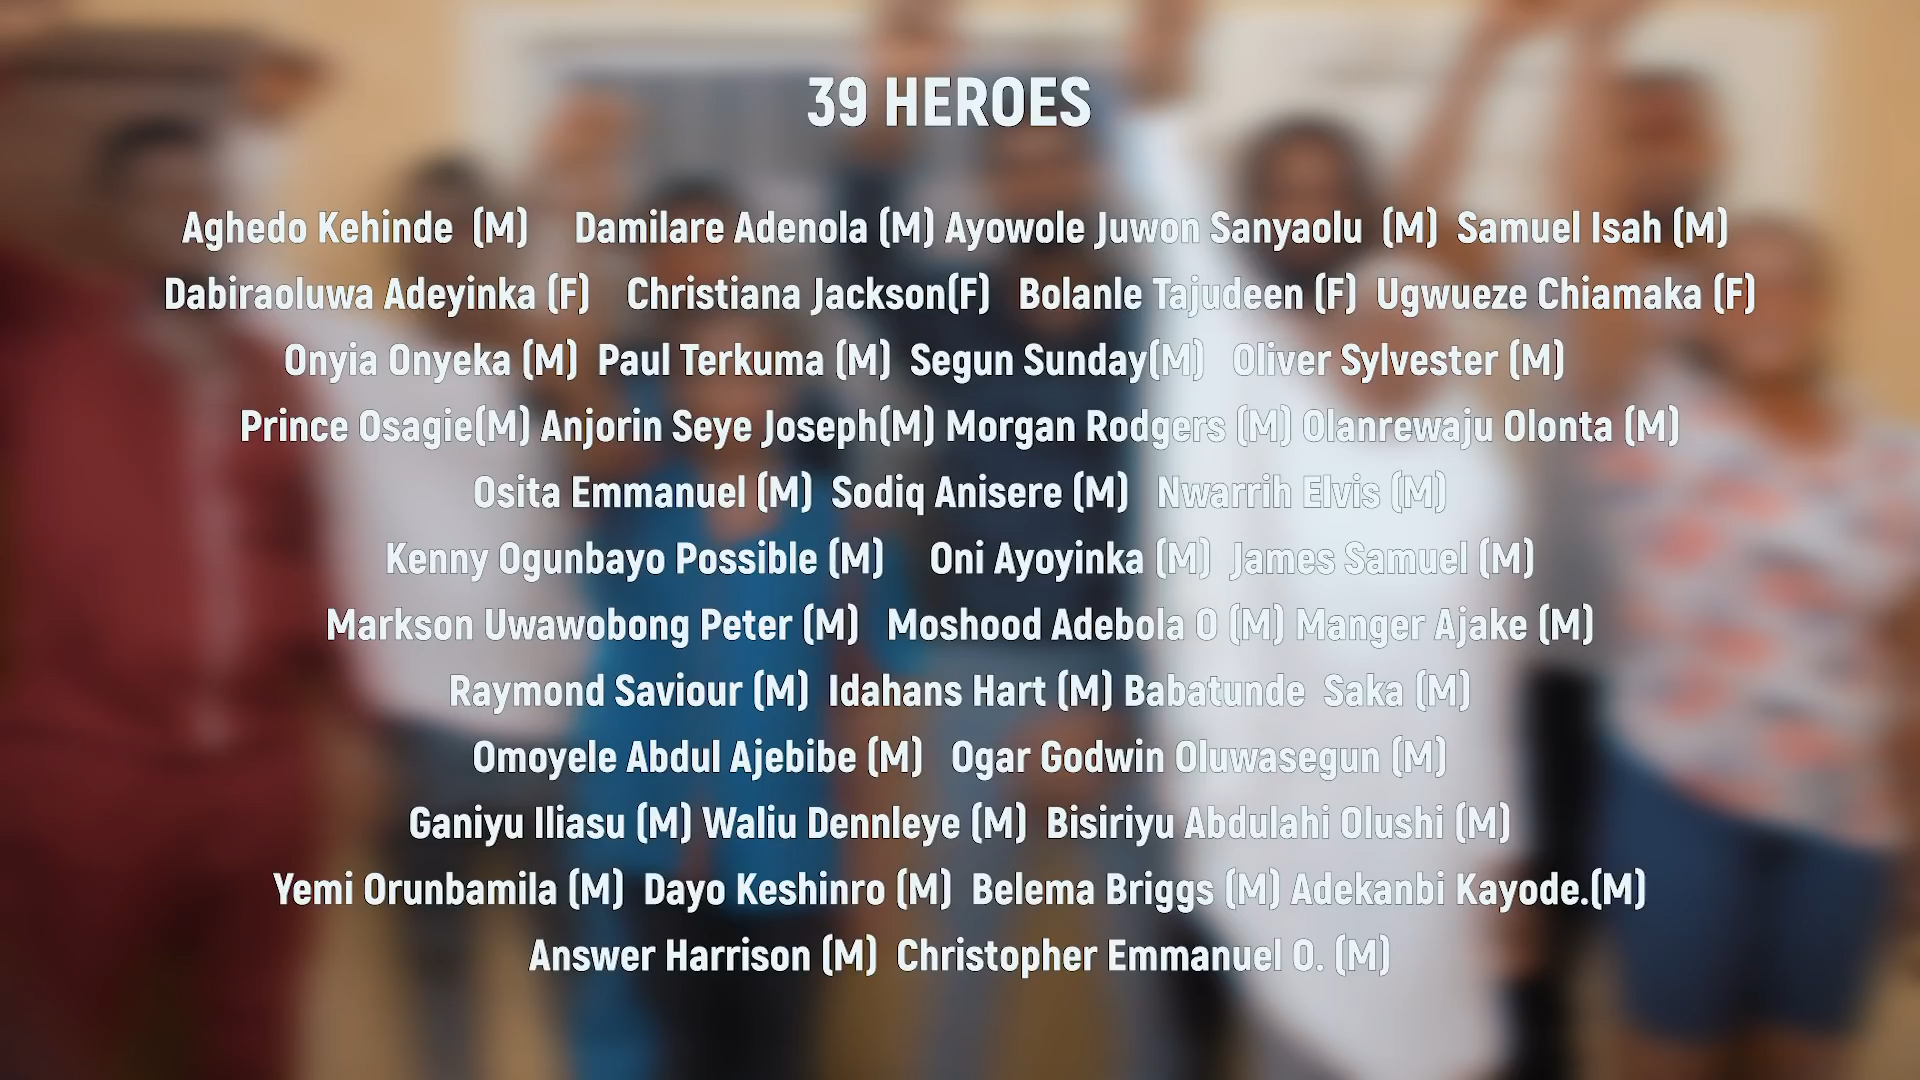 39 HEROES
Aghedo Kehinde (M) Damilare Adenola (M) Ayowole Juwon Sanyaolu (M) Samuel Isah (M)
Dabiraoluwa Adeyinka (F) Christiana Jackson(F) Bolanle Tajudeen (F) Ugwueze Chiamaka (F)
Onyia Onyeka (M) Paul Terkuma (M) Segun Sunday(M) Oliver Sylvester (M)
Prince Osagie(M) Anjorin Seye Joseph(M) Morgan Rodgers (M) Olanrewaju Olonta (M)
Osita Emmanuel (M) Sodiq Anisere (M) Nwarrih Elvis (M)
Kenny Ogunbayo Possible (M) Oni Ayoyinka (M) James Samuel (M)
Markson Uwawobong Peter (M) Moshood Adebola O (M) Manger Ajake (M)
Raymond Saviour (M) Idahans Hart (M) Babatunde Saka (M)
Omoyele Abdul Ajebibe (M) Ogar Godwin Oluwasegun (M)
Ganiyu Iliasu (M) Waliu Dennleye (M) Bisiriyu Abdulahi Olushi (M)
Yemi Orunbamila (M) Dayo Keshinro (M) Belema Briggs (M) Adekanbi Kayode.(M)
Answer Harrison (M) Christopher Emmanuel O. (M)